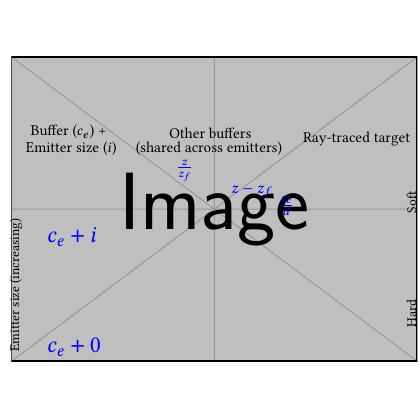 Buffer (c_e) +
Emitter size (i)
Other buffers
(shared across emitters)
Ray-traced target
z/z_f
z − z_f
Image
Soft
c_e + i
Emitter size (increasing)
Hard
c_e + 0